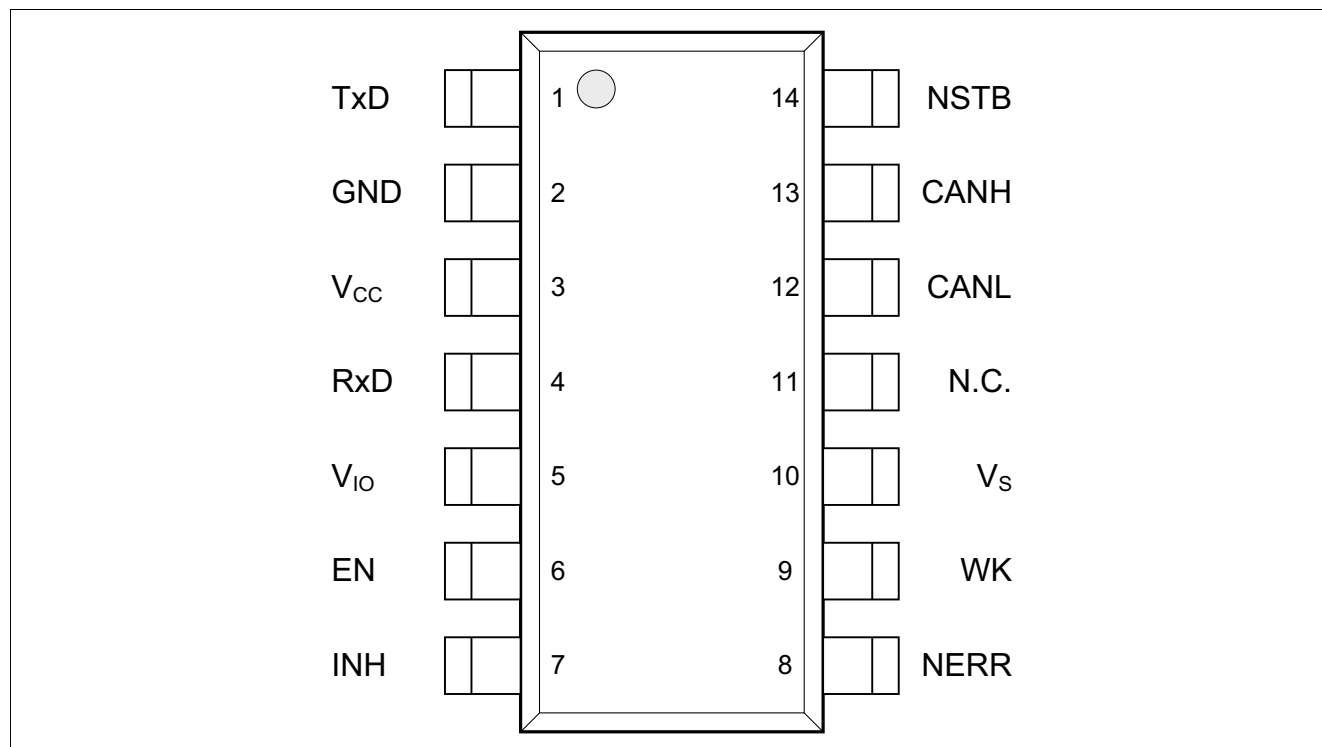 TxD 1 14 NSTB
GND 2 13 CANH
VCC 3 12 CANL
RxD 4 11 N.C.
VIO 5 10 VS
EN 6 9 WK
INH 7 8 NERR